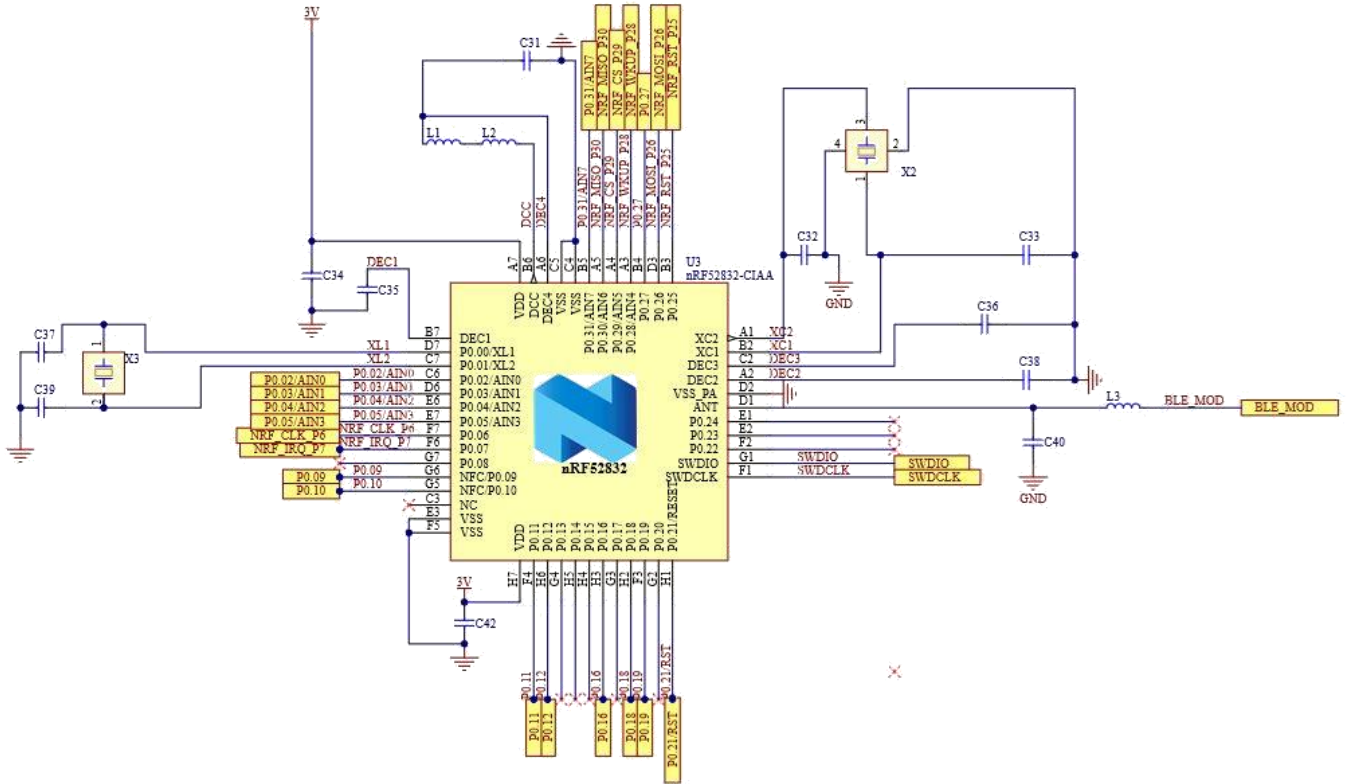 3V
C31
L1
L2
DCC
DEC4
P0.31/AIN7
NRF_MISO_P30
NRF_CS_P29
NRF_WKUP_P28
P0.27
NRF_MOSI_P26
NRF_RST_P25
P0.31/AIN7
NRF_MISO_P30
NRF_CS_P29
NRF_WKUP_P28
P0.27
NRF_MOSI_P26
NRF_RST_P25
A7
B6
A6
C5
C4
B5
A5
A4
A3
B4
D3
B3
VDD
DCC
DEC4
VSS
VSS
P0.31/AIN7
P0.30/AIN6
P0.29/AIN5
P0.28/AIN4
P0.27
P0.26
P0.25
U3
nRF52832-CIAA
C34
DEC1
C35
C37
X3
1
2
C39
XL1
XL2
P0.02/AIN0
P0.03/AIN1
P0.04/AIN2
P0.05/AIN3
NRF_CLK_P6
NRF_IRQ_P7
P0.09
P0.10
P0.02/AIN0
P0.03/AIN1
P0.04/AIN2
P0.05/AIN3
NRF_CLK_P6
NRF_IRQ_P7
P0.09
P0.10
B7 DEC1
D7 P0.00/XL1
C7 P0.01/XL2
C6 P0.02/AIN0
D6 P0.03/AIN1
E6 P0.04/AIN2
E7 P0.05/AIN3
F7 P0.06
F6 P0.07
G7 P0.08
G6 NFC/P0.09
G5 NFC/P0.10
C3 NC
E3 VSS
F5 VSS
nRF52832
XC2 A1 XC2
XC1 B2 XC1
DEC3 C2 DEC3
DEC2 A2 DEC2
VSS_PA D2
ANT D1
P0.24 E1
P0.23 E2
P0.22 F2
SWDIO G1 SWDIO SWDIO
SWDCLK F1 SWDCLK SWDCLK
3
4
2
1
X2
C32
GND
C33
C36
C38
L3
BLE_MOD
BLE_MOD
C40
GND
VDD
P0.11
P0.12
P0.13
P0.14
P0.15
P0.16
P0.17
P0.18
P0.19
P0.20
P0.21/RESET
H7
F4
H6
G4
H5
H4
H3
G3
H2
F3
G2
H1
3V
C42
P0.11
P0.12
P0.16
P0.18
P0.19
P0.21/RST
P0.11
P0.12
P0.16
P0.18
P0.19
P0.21/RST